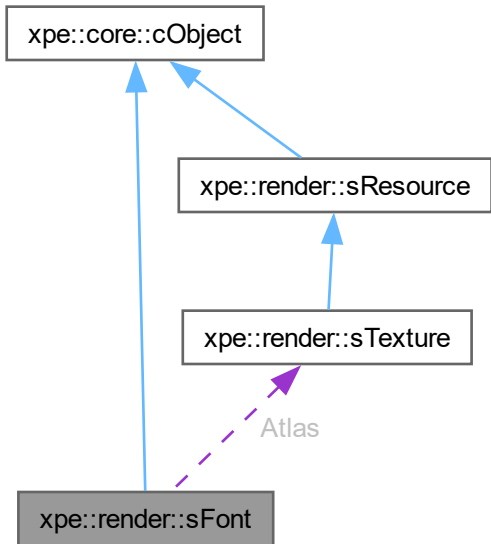 xpe::core::cObject
xpe::render::sResource
xpe::render::sTexture
Atlas
xpe::render::sFont